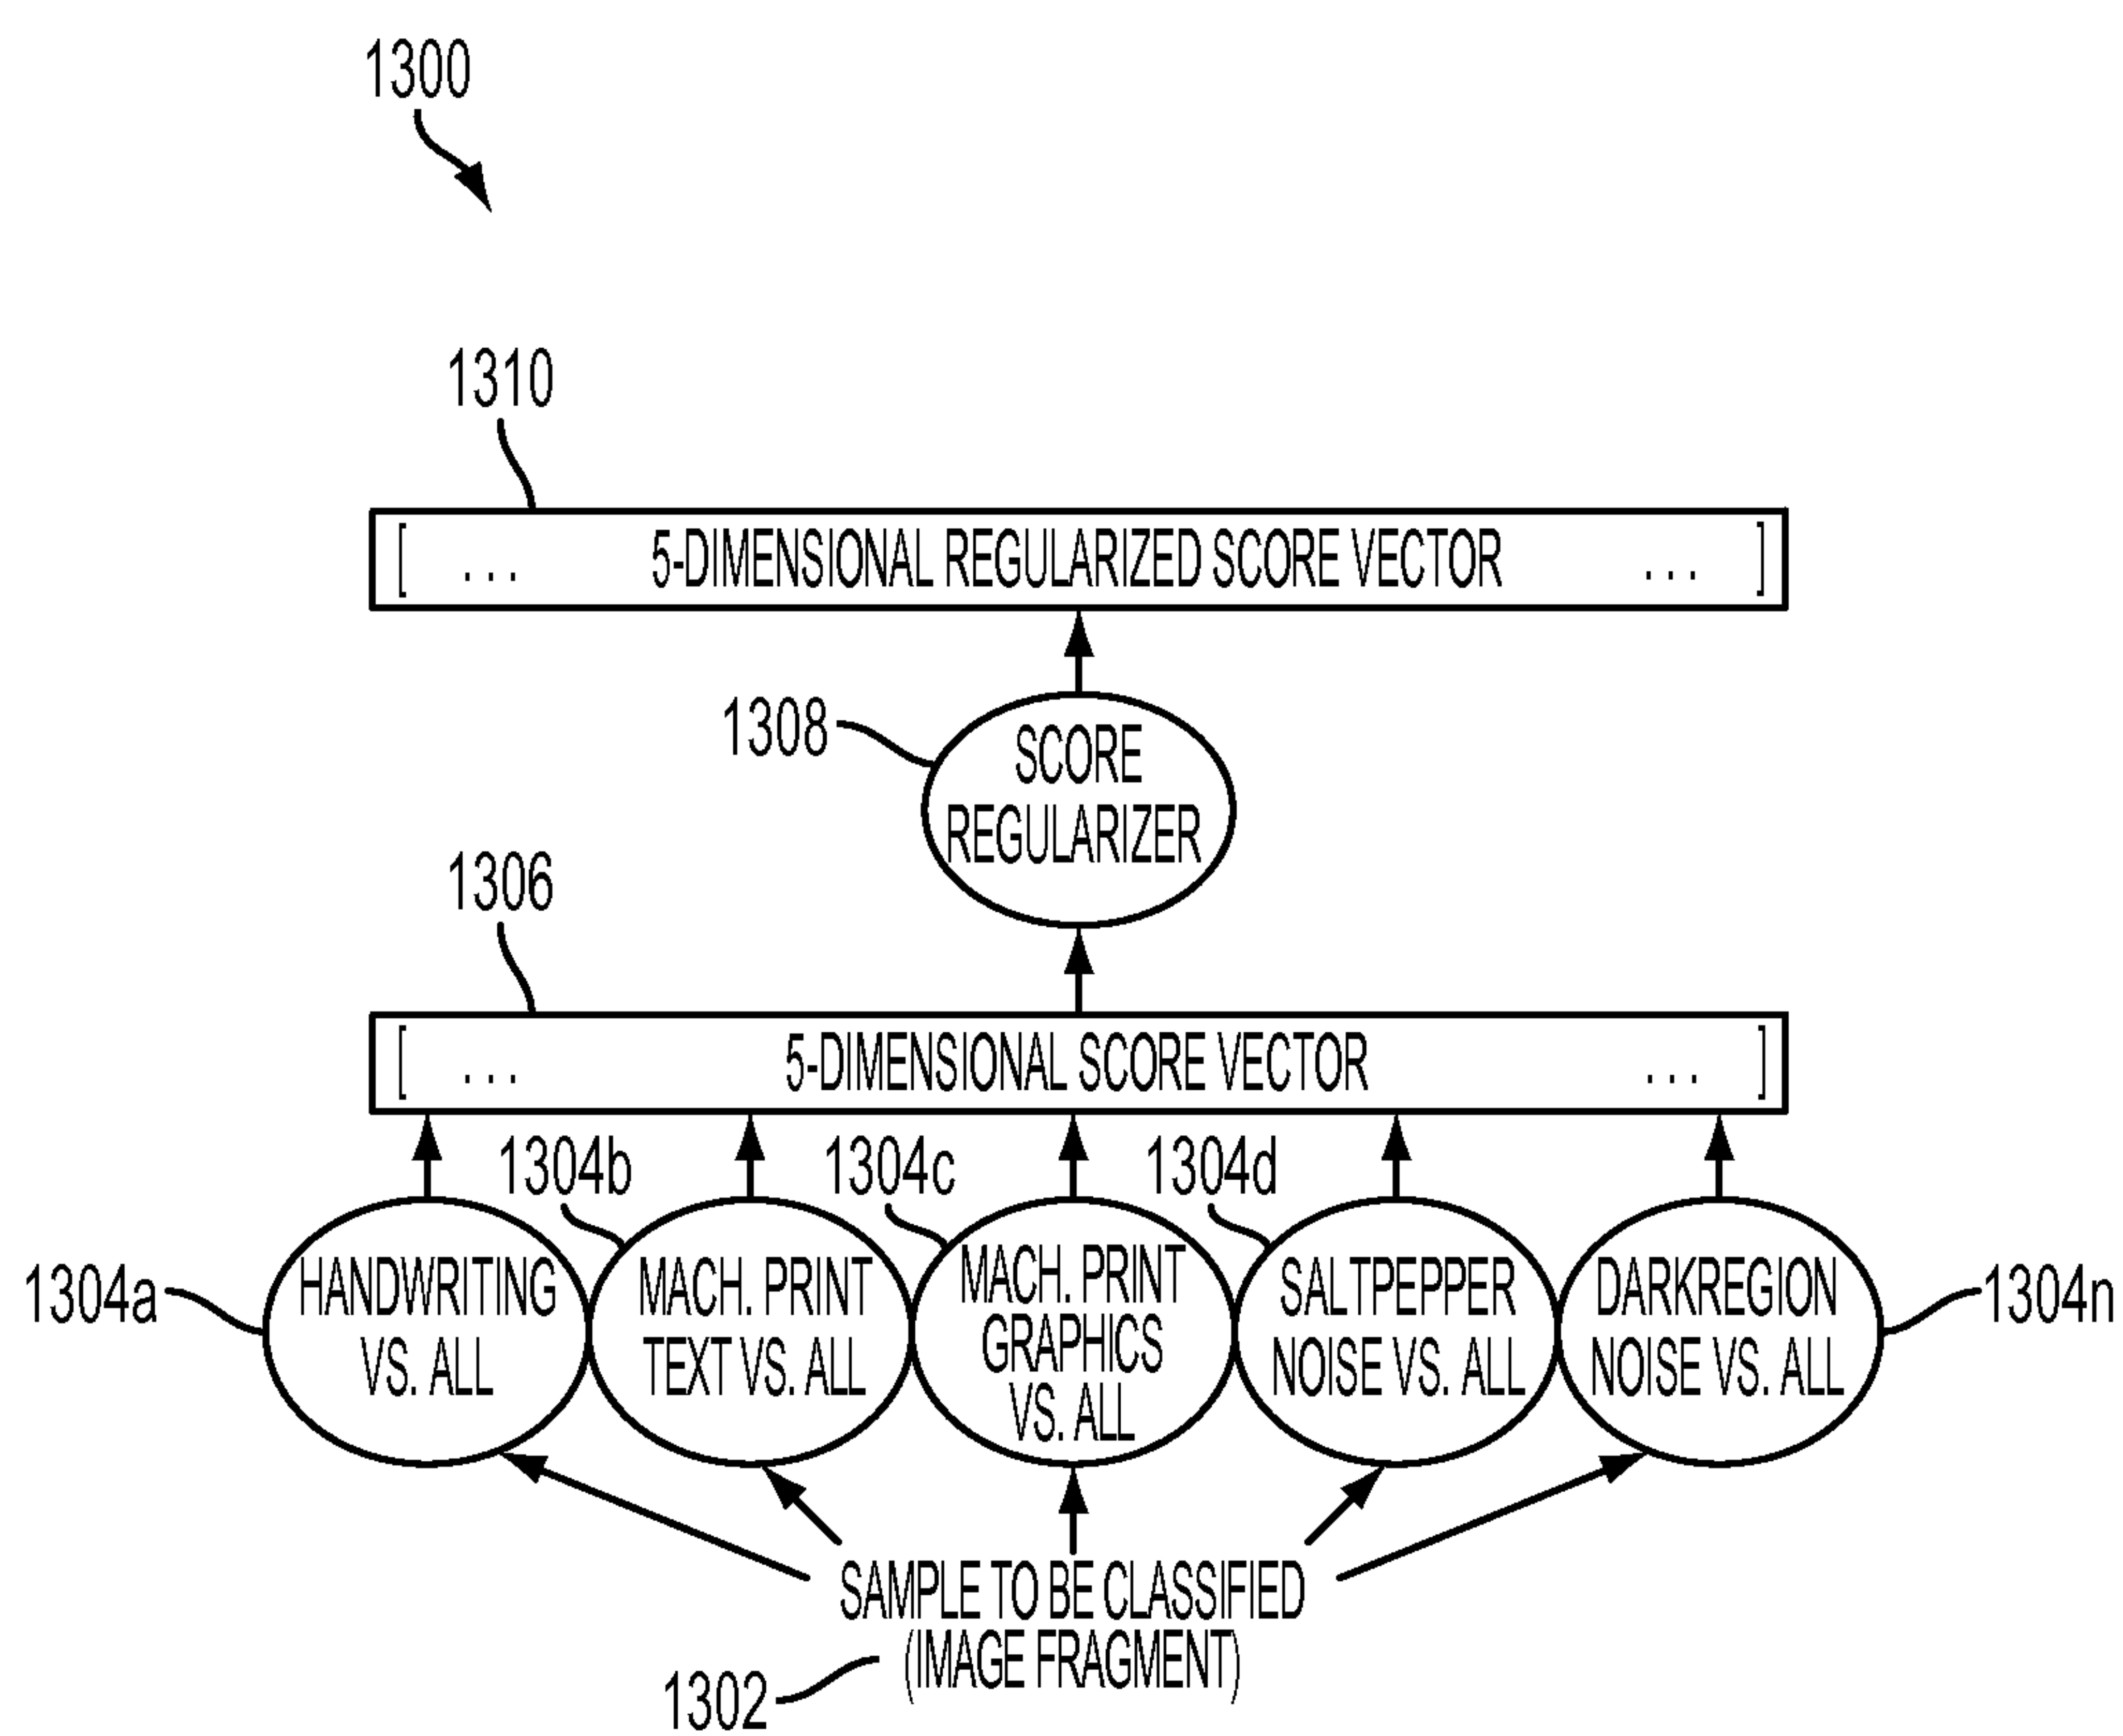 1300
1310
[ ... 5-DIMENSIONAL REGULARIZED SCORE VECTOR ... ]
1308
SCORE
REGULARIZER
1306
[ ... 5-DIMENSIONAL SCORE VECTOR ... ]
1304b
1304c
1304d
1304a
HANDWRITING
VS. ALL
MACH. PRINT
TEXT VS. ALL
MACH. PRINT
GRAPHICS
VS. ALL
SALTPEPPER
NOISE VS. ALL
DARKREGION
NOISE VS. ALL
1304n
SAMPLE TO BE CLASSIFIED
(IMAGE FRAGMENT)
1302